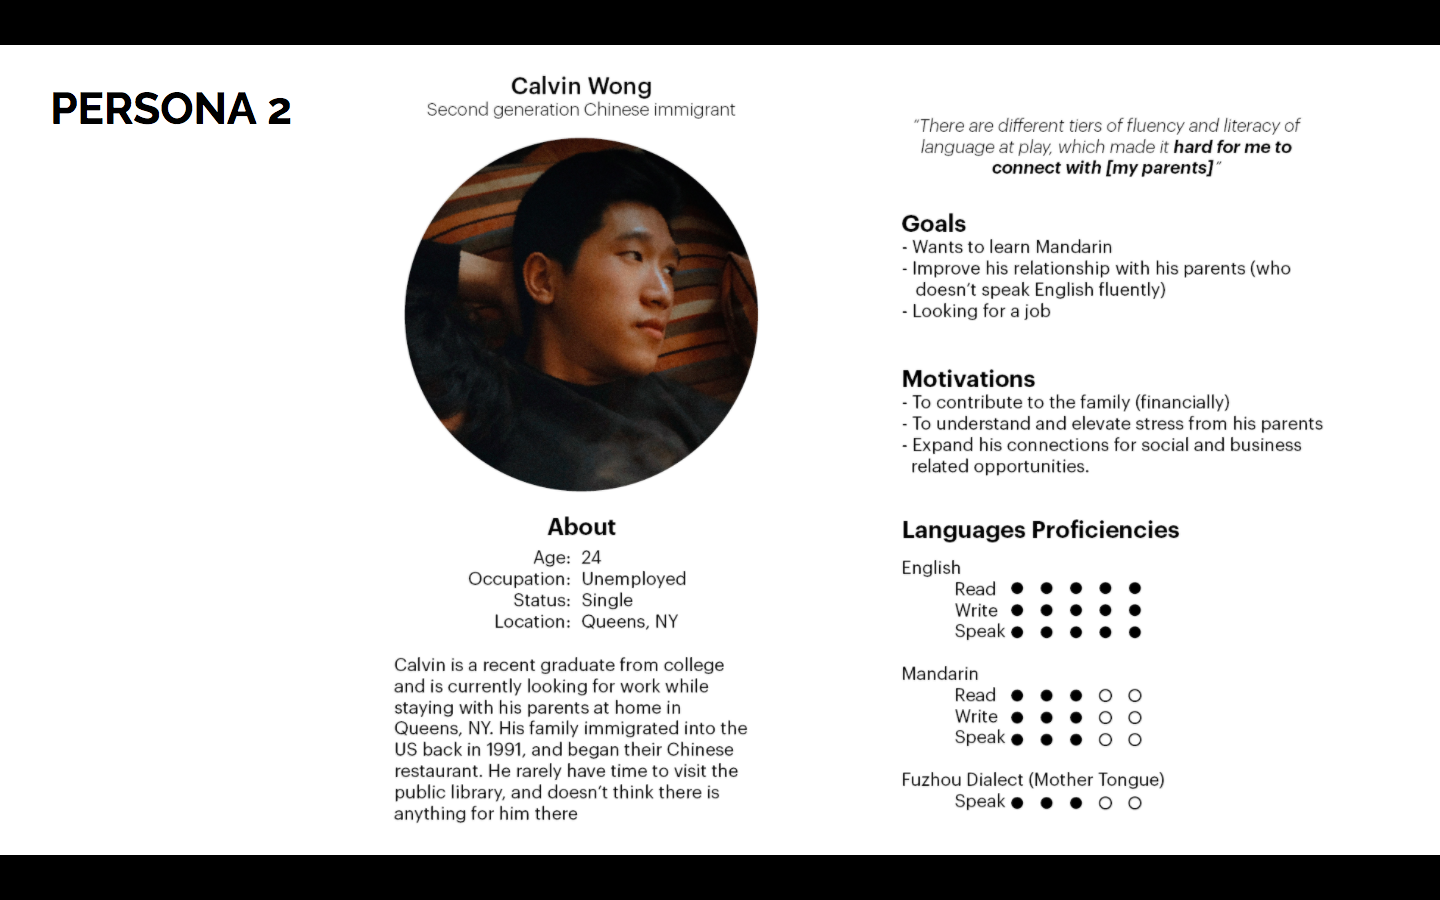 PERSONA 2
Calvin Wong
Second generation Chinese immigrant
About
Age: 24
Occupation: Unemployed
Status: Single
Location: Queens, NY
Calvin is a recent graduate from college
and is currently looking for work while
staying with his parents at home in
Queens, NY. His family immigrated into the
US back in 1991, and began their Chinese
restaurant. He rarely have time to visit the
public library, and doesn't think there is
anything for him there
"There are different tiers of fluency and literacy of
language at play, which made it hard for me to
connect with [my parents]"
Goals
- Wants to learn Mandarin
- Improve his relationship with his parents (who
doesn't speak English fluently)
- Looking for a job
Motivations
- To contribute to the family (financially)
- To understand and elevate stress from his parents
- Expand his connections for social and business
related opportunities.
Languages Proficiencies
English
Read
Write
Speak
Mandarin
Read
Write
Speak
Fuzhou Dialect (Mother Tongue)
Speak